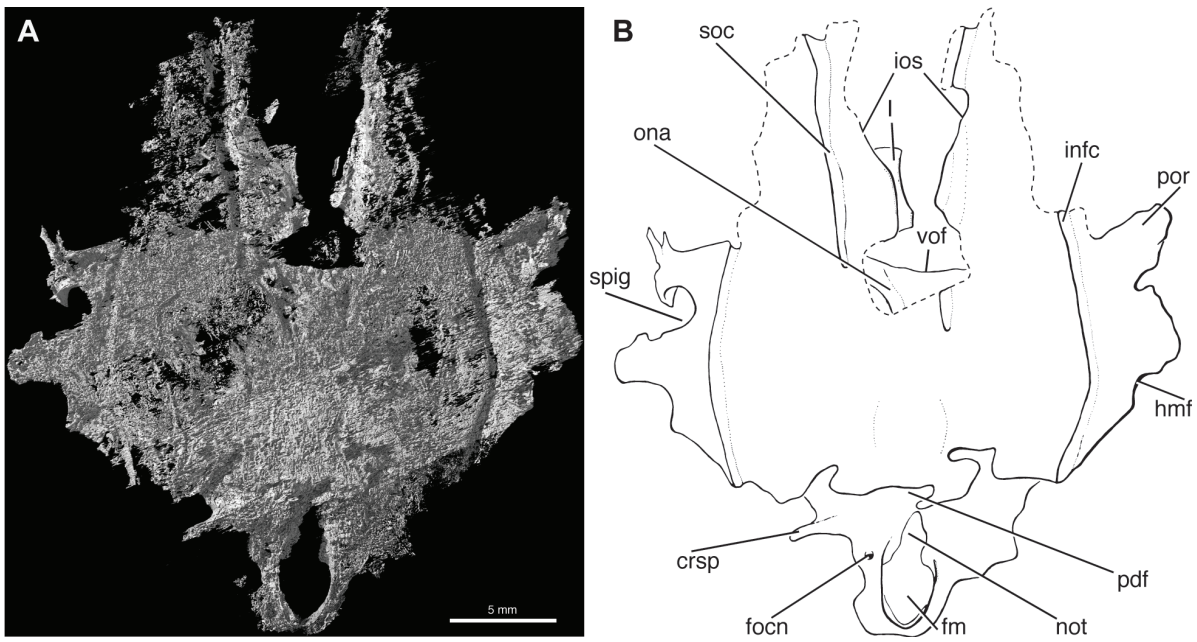 A
5 mm
B
soc
ios
l
ona
infc
por
vof
spig
hmf
crsp
pdf
focn
fm
not